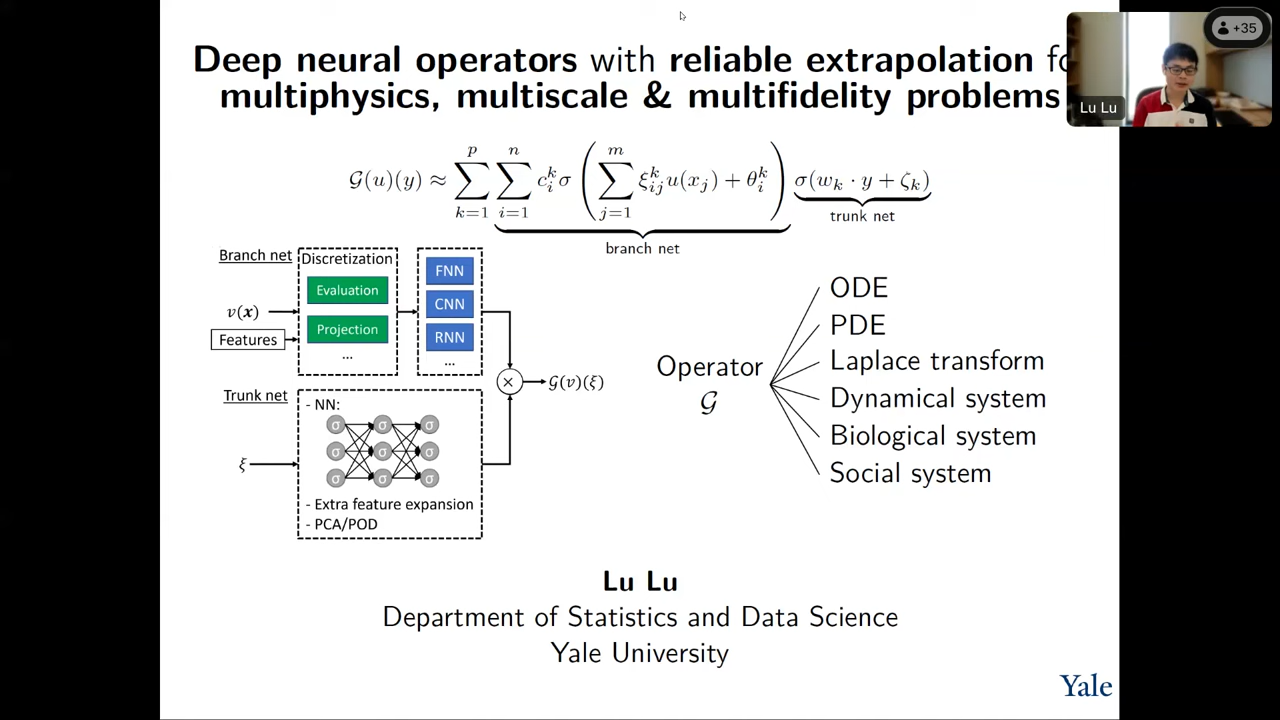 Deep neural operators with reliable extrapolation fo
multiphysics, multiscale & multifidelity problems
+35
Lu Lu
𝒢(u)(y) ≈ ∑_{k=1}^{p} ∑_{i=1}^{n} c_i^k σ ( ∑_{j=1}^{m} ξ_{ij}^k u(x_j) + θ_i^k ) σ(w_k · y + ζ_k)
trunk net
branch net
Branch net
Discretization
Evaluation
Projection
...
v(x)
Features
FNN
CNN
RNN
...
×
𝒢(v)(ξ)
Trunk net
- NN:
σ σ σ
σ σ σ
σ σ σ
ξ
- Extra feature expansion
- PCA/POD
Operator
𝒢
ODE
PDE
Laplace transform
Dynamical system
Biological system
Social system
Lu Lu
Department of Statistics and Data Science
Yale University
Yale